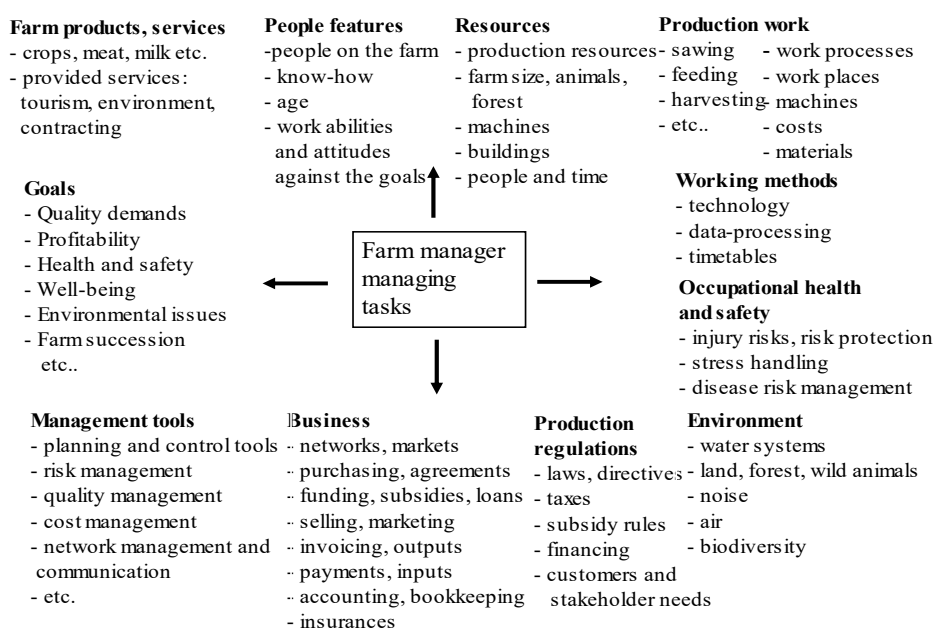 Farm products, services
- crops, meat, milk etc.
- provided services:
tourism, environment,
contracting
People features
-people on the farm
- know-how
- age
- work abilities
and attitudes
against the goals
Resources
- production resources
- farm size, animals,
forest
- machines
- buildings
- people and time
Production work
- sawing
- feeding
- harvesting
- etc..
- work processes
- work places
- machines
- costs
- materials
Goals
- Quality demands
- Profitability
- Health and safety
- Well-being
- Environmental issues
- Farm succession
etc..
Farm manager
managing
tasks
Working methods
- technology
- data-processing
- timetables
Occupational health
and safety
- injury risks, risk protection
- stress handling
- disease risk management
Management tools
- planning and control tools
- risk management
- quality management
- cost management
- network management and
communication
- etc.
Business
- networks, markets
- purchasing, agreements
- funding, subsidies, loans
- selling, marketing
- invoicing, outputs
- payments, inputs
- accounting, bookkeeping
- insurances
Production
regulations
- laws, directives
- taxes
- subsidy rules
- financing
- customers and
stakeholder needs
Environment
- water systems
- land, forest, wild animals
- noise
- air
- biodiversity